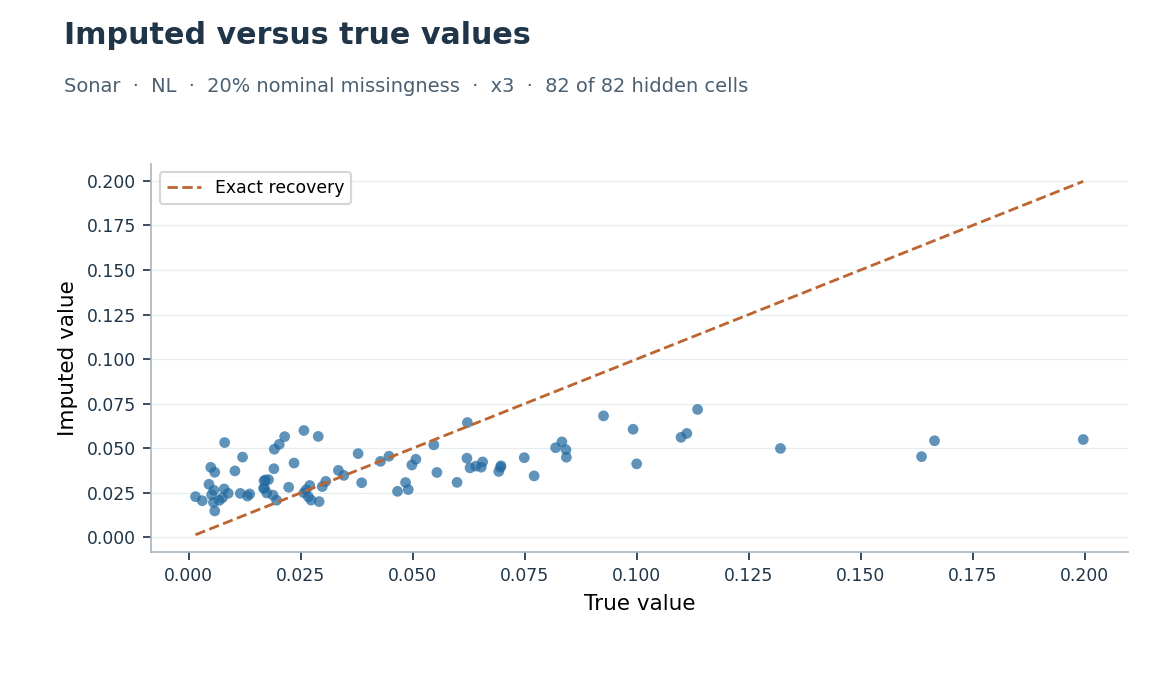 Imputed versus true values
Sonar · NL · 20% nominal missingness · x3 · 82 of 82 hidden cells
Exact recovery
0.200
0.175
0.150
0.125
0.100
0.075
0.050
0.025
0.000
Imputed value
0.000 0.025 0.050 0.075 0.100 0.125 0.150 0.175 0.200
True value